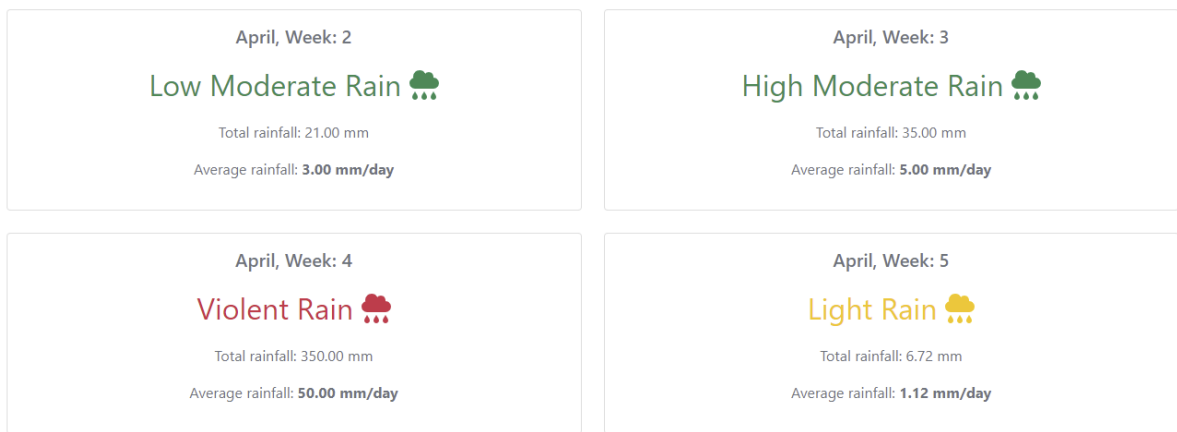 April, Week: 2
Low Moderate Rain
Total rainfall: 21.00 mm
Average rainfall: 3.00 mm/day
April, Week: 3
High Moderate Rain
Total rainfall: 35.00 mm
Average rainfall: 5.00 mm/day
April, Week: 4
Violent Rain
Total rainfall: 350.00 mm
Average rainfall: 50.00 mm/day
April, Week: 5
Light Rain
Total rainfall: 6.72 mm
Average rainfall: 1.12 mm/day